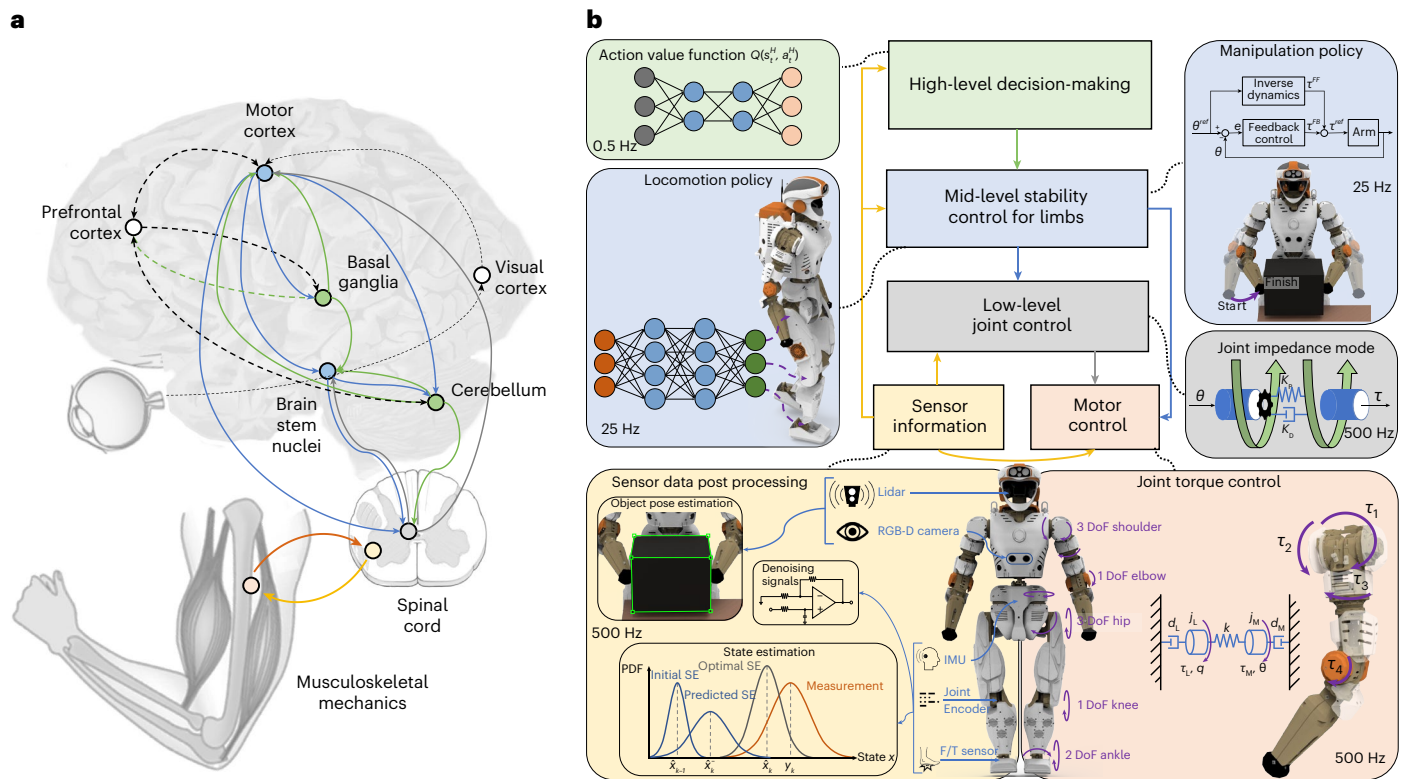 a
Motor
cortex
Prefrontal
cortex
Basal
ganglia
Visual
cortex
Cerebellum
Brain
stem
nuclei
Spinal
cord
Musculoskeletal
mechanics
b
Action value function Q(s_t^H, a_t^H)
0.5 Hz
High-level decision-making
Manipulation policy
Inverse
dynamics
τ^FF
θ^ref
+
−
e
Feedback
control
τ^FB
τ^ref
Arm
θ
25 Hz
Finish
Start
Locomotion policy
25 Hz
Mid-level stability
control for limbs
Low-level
joint control
Sensor
information
Motor
control
Joint impedance mode
θ
K_P
K_D
τ
500 Hz
Sensor data post processing
Object pose estimation
500 Hz
Denoising
signals
−
+
Lidar
RGB-D camera
State estimation
PDF
Initial SE
Optimal SE
Predicted SE
Measurement
State x
x̂_{k−1}
x̂_k^−
x̂_k
y_k
IMU
Joint
Encoder
F/T sensor
Joint torque control
3 DoF shoulder
1 DoF elbow
3 DoF hip
1 DoF knee
2 DoF ankle
d_L
j_L
k
j_M
d_M
τ_L, q
τ_M, θ
τ_1
τ_2
τ_3
τ_4
500 Hz